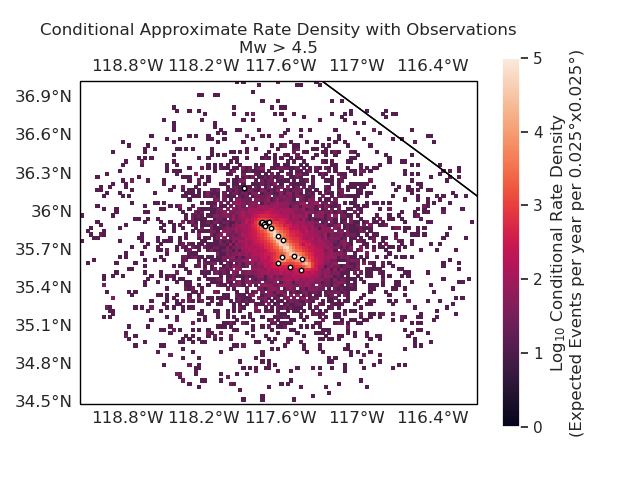 Conditional Approximate Rate Density with Observations
Mw > 4.5
118.8°W 118.2°W 117.6°W 117°W 116.4°W
36.9°N
36.6°N
36.3°N
36°N
35.7°N
35.4°N
35.1°N
34.8°N
34.5°N
118.8°W 118.2°W 117.6°W 117°W 116.4°W
5
4
3
2
1
0
Log₁₀ Conditional Rate Density
(Expected Events per year per 0.025°x0.025°)